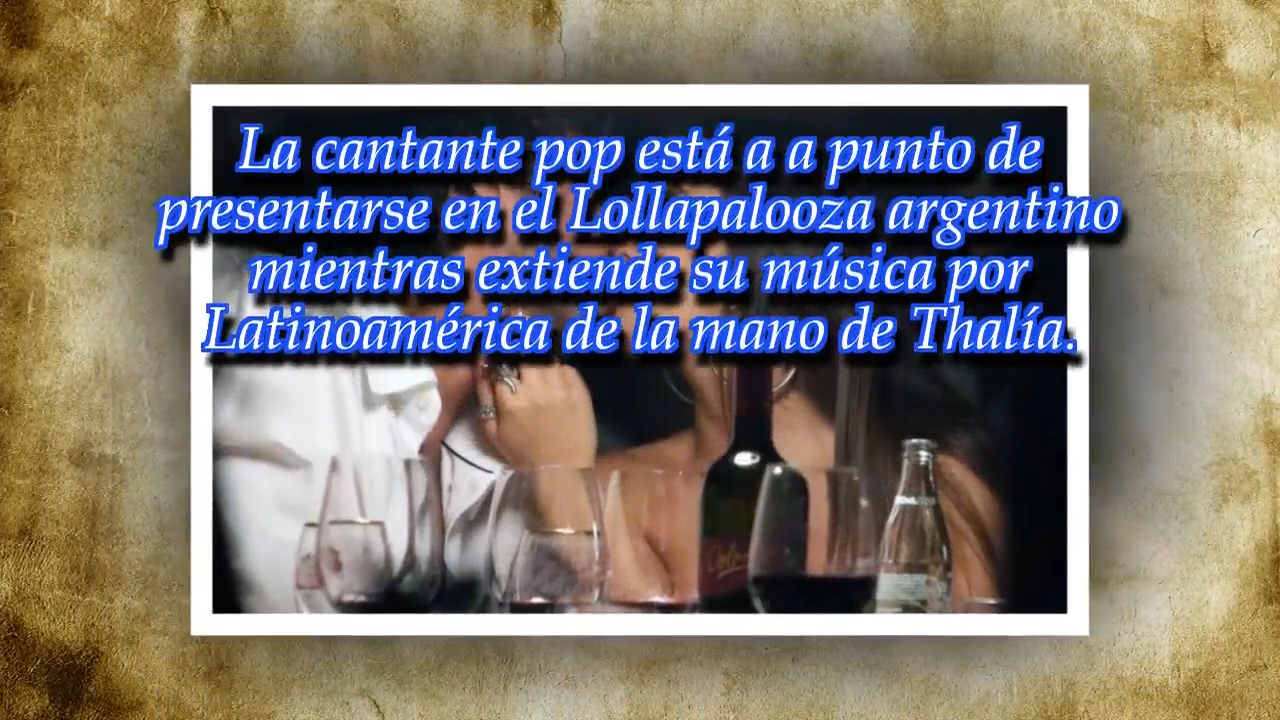 La cantante pop está a a punto de
presentarse en el Lollapalooza argentino
mientras extiende su música por
Latinoamérica de la mano de Thalía.